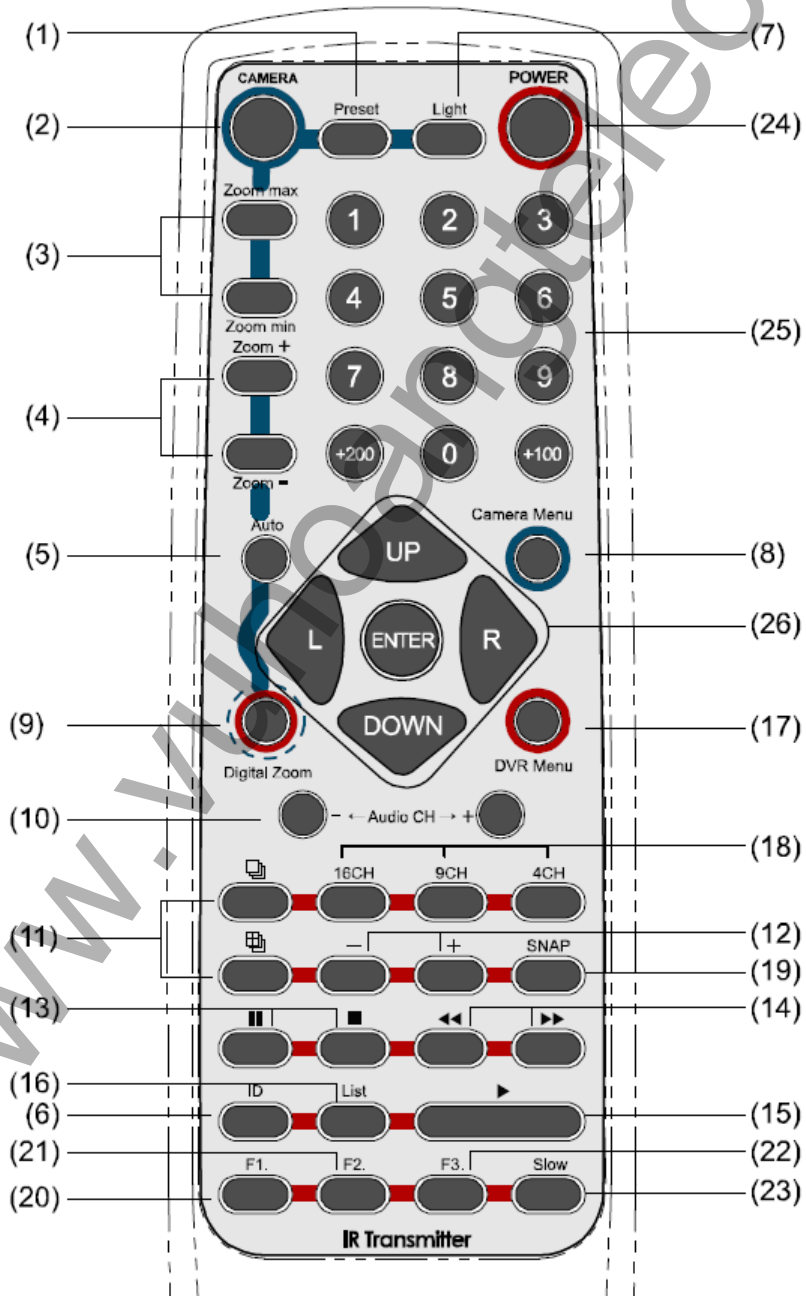 (1) (7)
CAMERA POWER
Preset Light
(2) (24)
Zoom max
1 2 3
(3)
4 5 6
Zoom min
(25)
Zoom +
7 8 9
(4)
+200 0 +100
Zoom -
Auto Camera Menu
(5) UP (8)
L ENTER R (26)
(9) DOWN (17)
Digital Zoom DVR Menu
(10) - ← Audio CH → +
(18)
16CH 9CH 4CH
(11) - + SNAP (12)
(19)
(13) (14)
(16) ID List
(6) (15)
(21) F1. F2. F3. Slow (22)
(20) (23)
IR Transmitter
www.vuhoangtelec